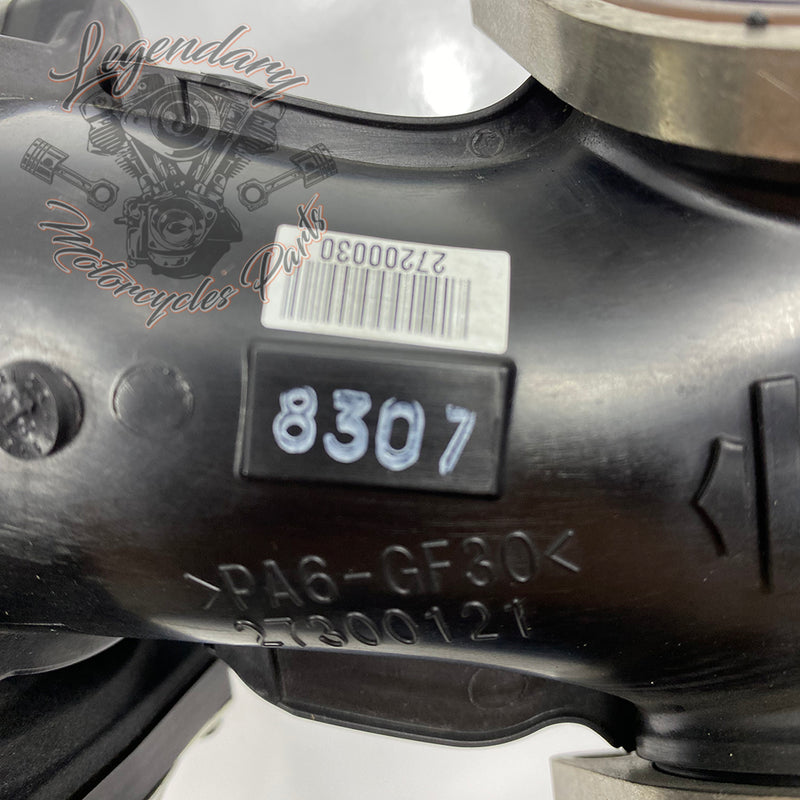 Legendary
Motorcycles Parts
27200030
8307
>PA6-GF30<
27300121